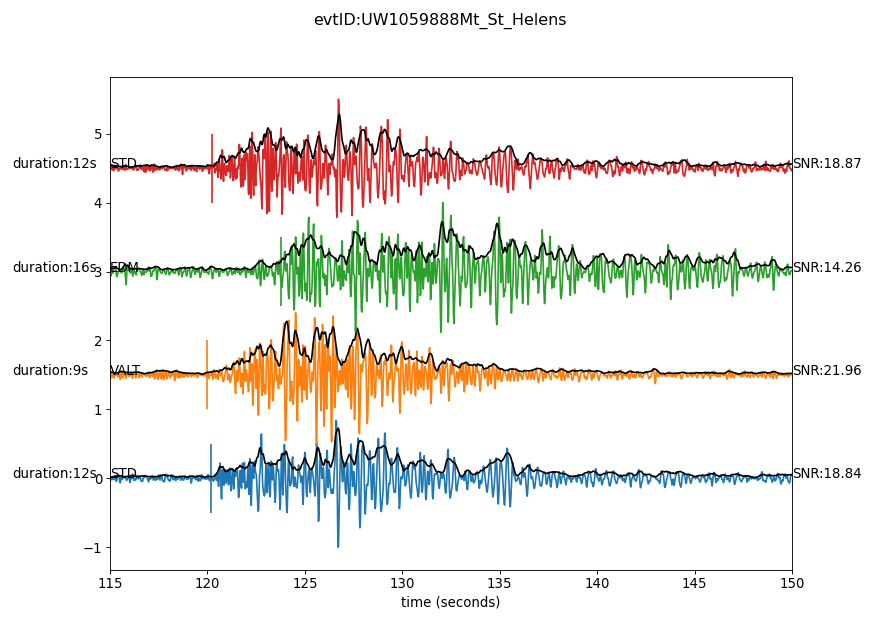 evtID:UW1059888Mt_St_Helens
5
duration:12s STD SNR:18.87
4
duration:16s EDM SNR:14.26
3
2
duration:9s VALT SNR:21.96
1
duration:12s STD SNR:18.84
0
−1
115 120 125 130 135 140 145 150
time (seconds)